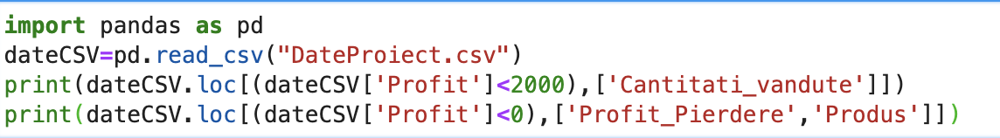 import pandas as pd
dateCSV=pd.read_csv("DateProiect.csv")
print(dateCSV.loc[(dateCSV['Profit']<2000),['Cantitati_vandute']])
print(dateCSV.loc[(dateCSV['Profit']<0),['Profit_Pierdere','Produs']])